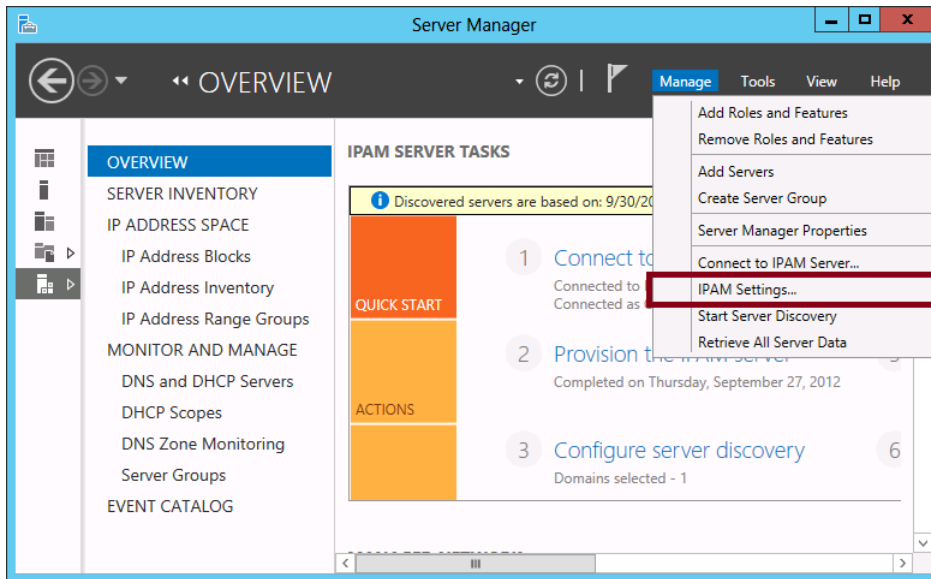 Server Manager
OVERVIEW
Manage Tools View Help
Add Roles and Features
Remove Roles and Features
Add Servers
Create Server Group
Server Manager Properties
Connect to IPAM Server...
IPAM Settings...
Start Server Discovery
Retrieve All Server Data
OVERVIEW
SERVER INVENTORY
IP ADDRESS SPACE
IP Address Blocks
IP Address Inventory
IP Address Range Groups
MONITOR AND MANAGE
DNS and DHCP Servers
DHCP Scopes
DNS Zone Monitoring
Server Groups
EVENT CATALOG
IPAM SERVER TASKS
Discovered servers are based on: 9/30/20
QUICK START
ACTIONS
1 Connect to
Connected to
Connected as
2 Provision the IPAM server
Completed on Thursday, September 27, 2012
3 Configure server discovery
Domains selected - 1
6